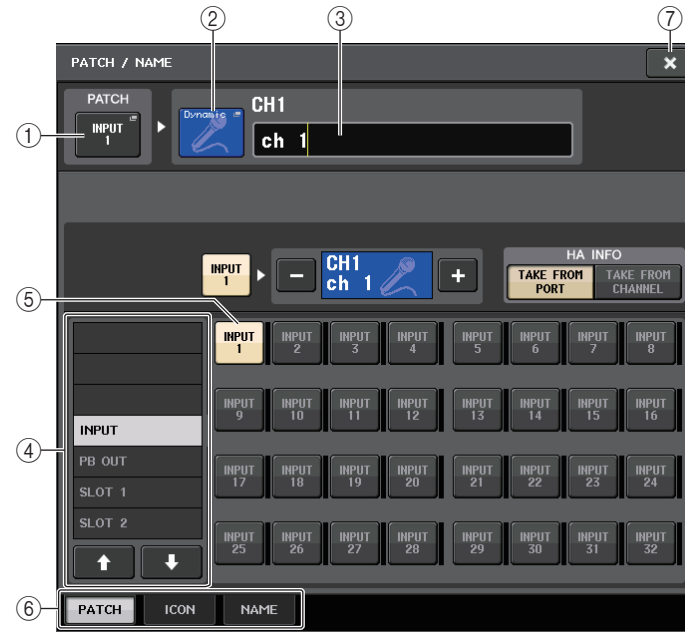 ② ③ ⑦
PATCH / NAME
PATCH
① INPUT 1
Dynamic
CH1
ch 1
INPUT 1
CH1
ch 1
HA INFO
TAKE FROM PORT
TAKE FROM CHANNEL
⑤
④
INPUT
PB OUT
SLOT 1
SLOT 2
INPUT 1 INPUT 2 INPUT 3 INPUT 4 INPUT 5 INPUT 6 INPUT 7 INPUT 8
INPUT 9 INPUT 10 INPUT 11 INPUT 12 INPUT 13 INPUT 14 INPUT 15 INPUT 16
INPUT 17 INPUT 18 INPUT 19 INPUT 20 INPUT 21 INPUT 22 INPUT 23 INPUT 24
INPUT 25 INPUT 26 INPUT 27 INPUT 28 INPUT 29 INPUT 30 INPUT 31 INPUT 32
⑥ PATCH ICON NAME